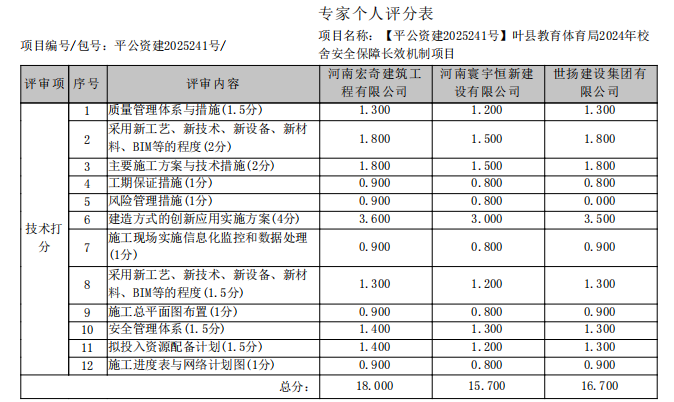 专家个人评分表
项目编号/包号：平公资建2025241号/
项目名称：【平公资建2025241号】叶县教育体育局2024年校
舍安全保障长效机制项目
评审项 序号 评审内容 河南宏奇建筑工程有限公司 河南寰宇恒新建设有限公司 世扬建设集团有限公司
技术打分
1 质量管理体系与措施(1.5分) 1.300 1.200 1.300
2 采用新工艺、新技术、新设备、新材料、BIM等的程度(2分) 1.800 1.500 1.800
3 主要施工方案与技术措施(2分) 1.800 1.500 1.800
4 工期保证措施(1分) 0.900 0.800 0.800
5 风险管理措施(1分) 0.900 0.800 0.000
6 建造方式的创新应用实施方案(4分) 3.600 3.000 3.500
7 施工现场实施信息化监控和数据处理(1分) 0.900 0.800 0.900
8 采用新工艺、新技术、新设备、新材料、BIM等的程度(1.5分) 1.300 1.200 1.300
9 施工总平面图布置(1分) 0.900 0.800 0.900
10 安全管理体系(1.5分) 1.400 1.300 1.300
11 拟投入资源配备计划(1.5分) 1.400 1.200 1.300
12 施工进度表与网络计划图(1分) 0.900 0.800 0.900
总分： 18.000 15.700 16.700